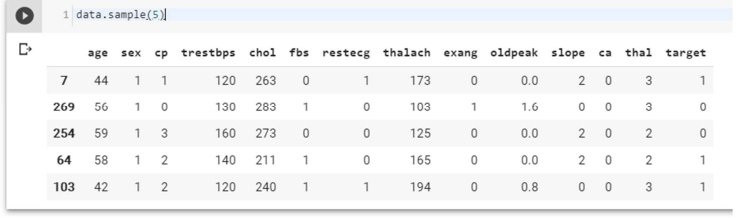 1 data.sample(5)
age sex cp trestbps chol fbs restecg thalach exang oldpeak slope ca thal target
7 44 1 1 120 263 0 1 173 0 0.0 2 0 3 1
269 56 1 0 130 283 1 0 103 1 1.6 0 0 3 0
254 59 1 3 160 273 0 0 125 0 0.0 2 0 2 0
64 58 1 2 140 211 1 0 165 0 0.0 2 0 2 1
103 42 1 2 120 240 1 1 194 0 0.8 0 0 3 1